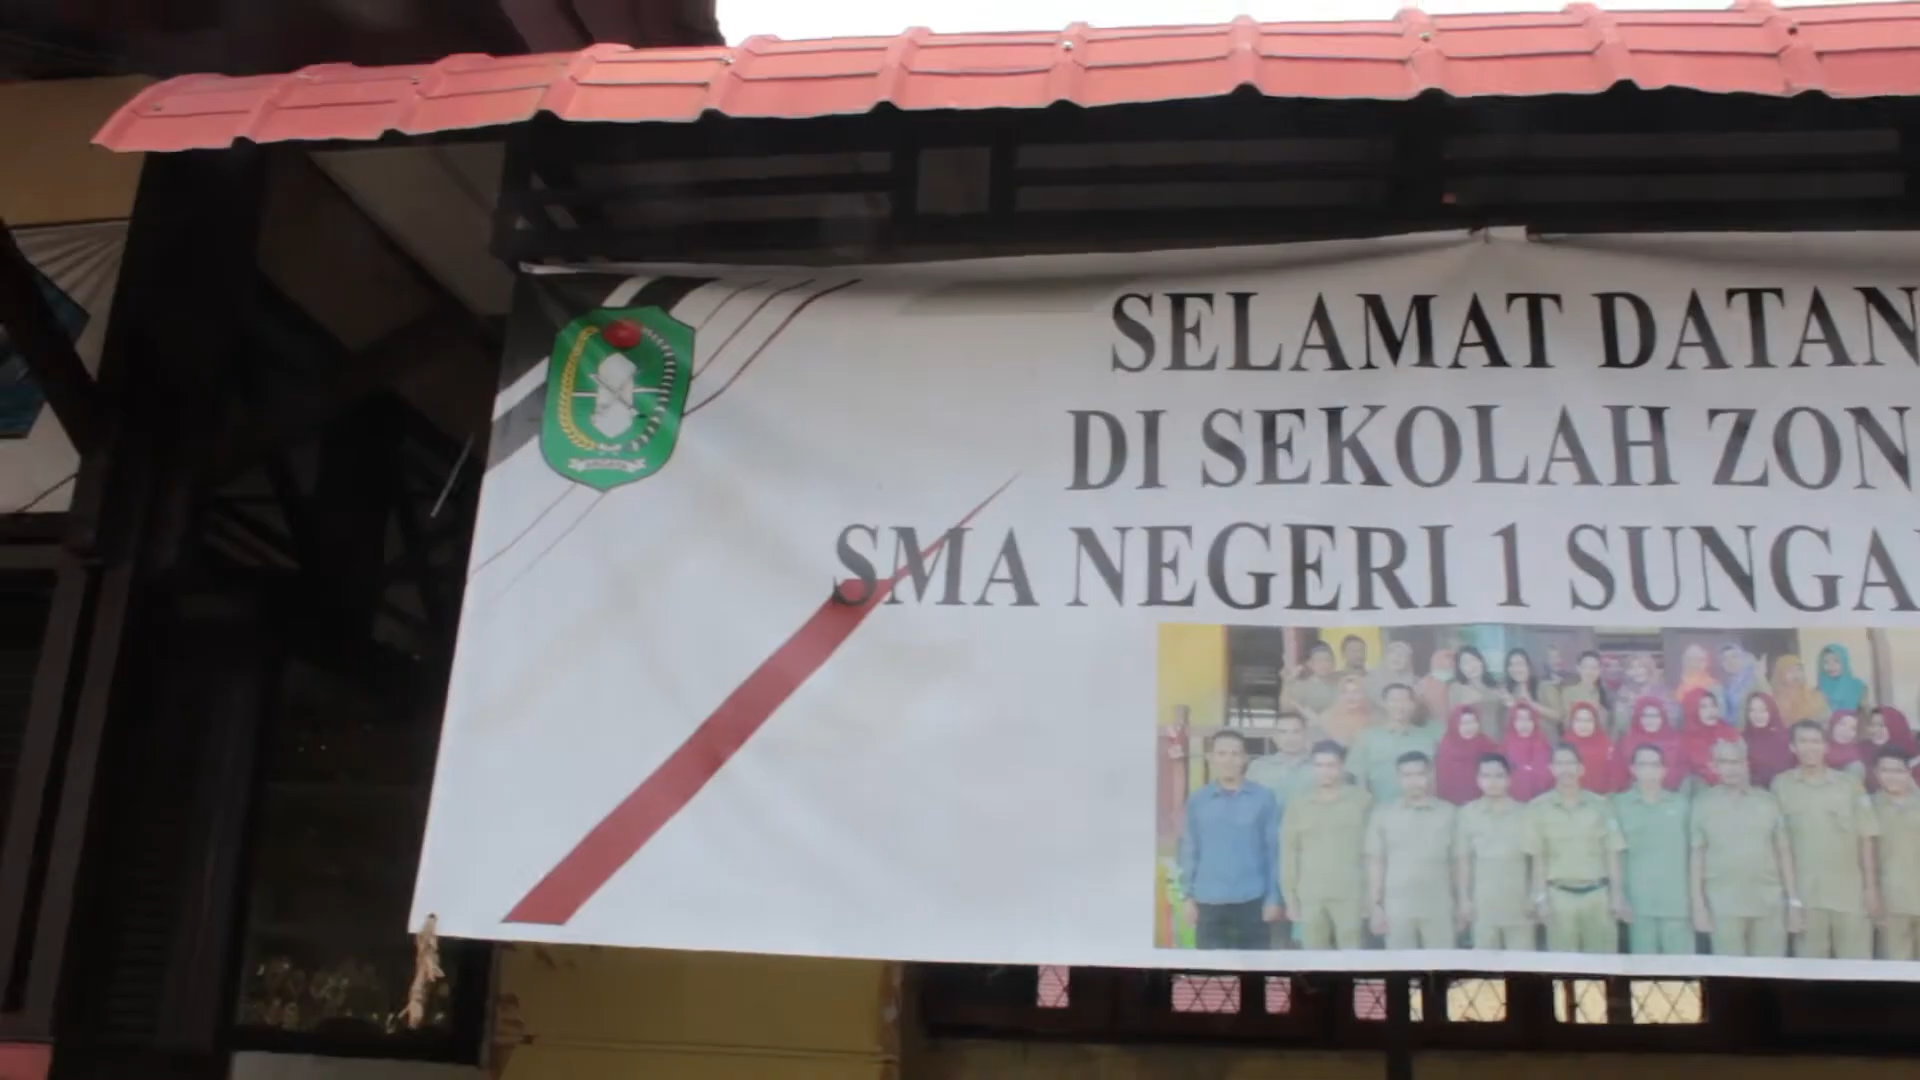 SELAMAT DATAN
DI SEKOLAH ZON
SMA NEGERI 1 SUNGA